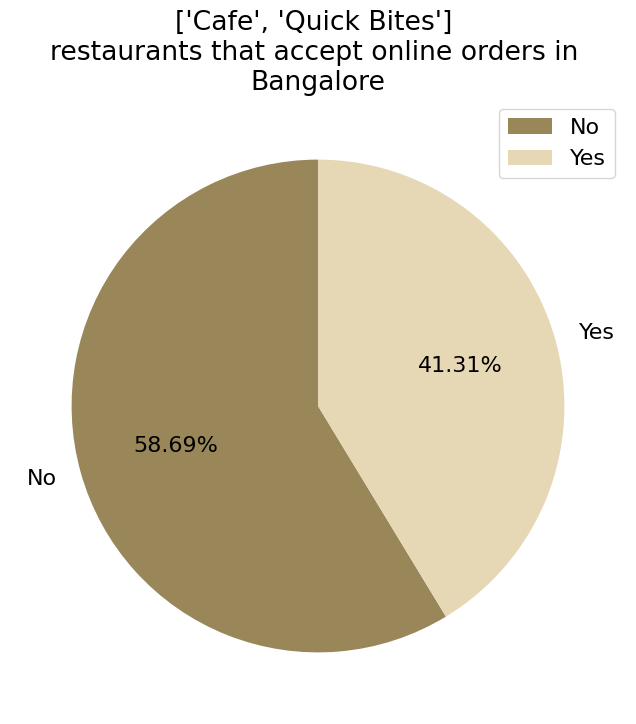 ['Cafe', 'Quick Bites']
restaurants that accept online orders in
Bangalore
No
Yes
Yes
41.31%
58.69%
No